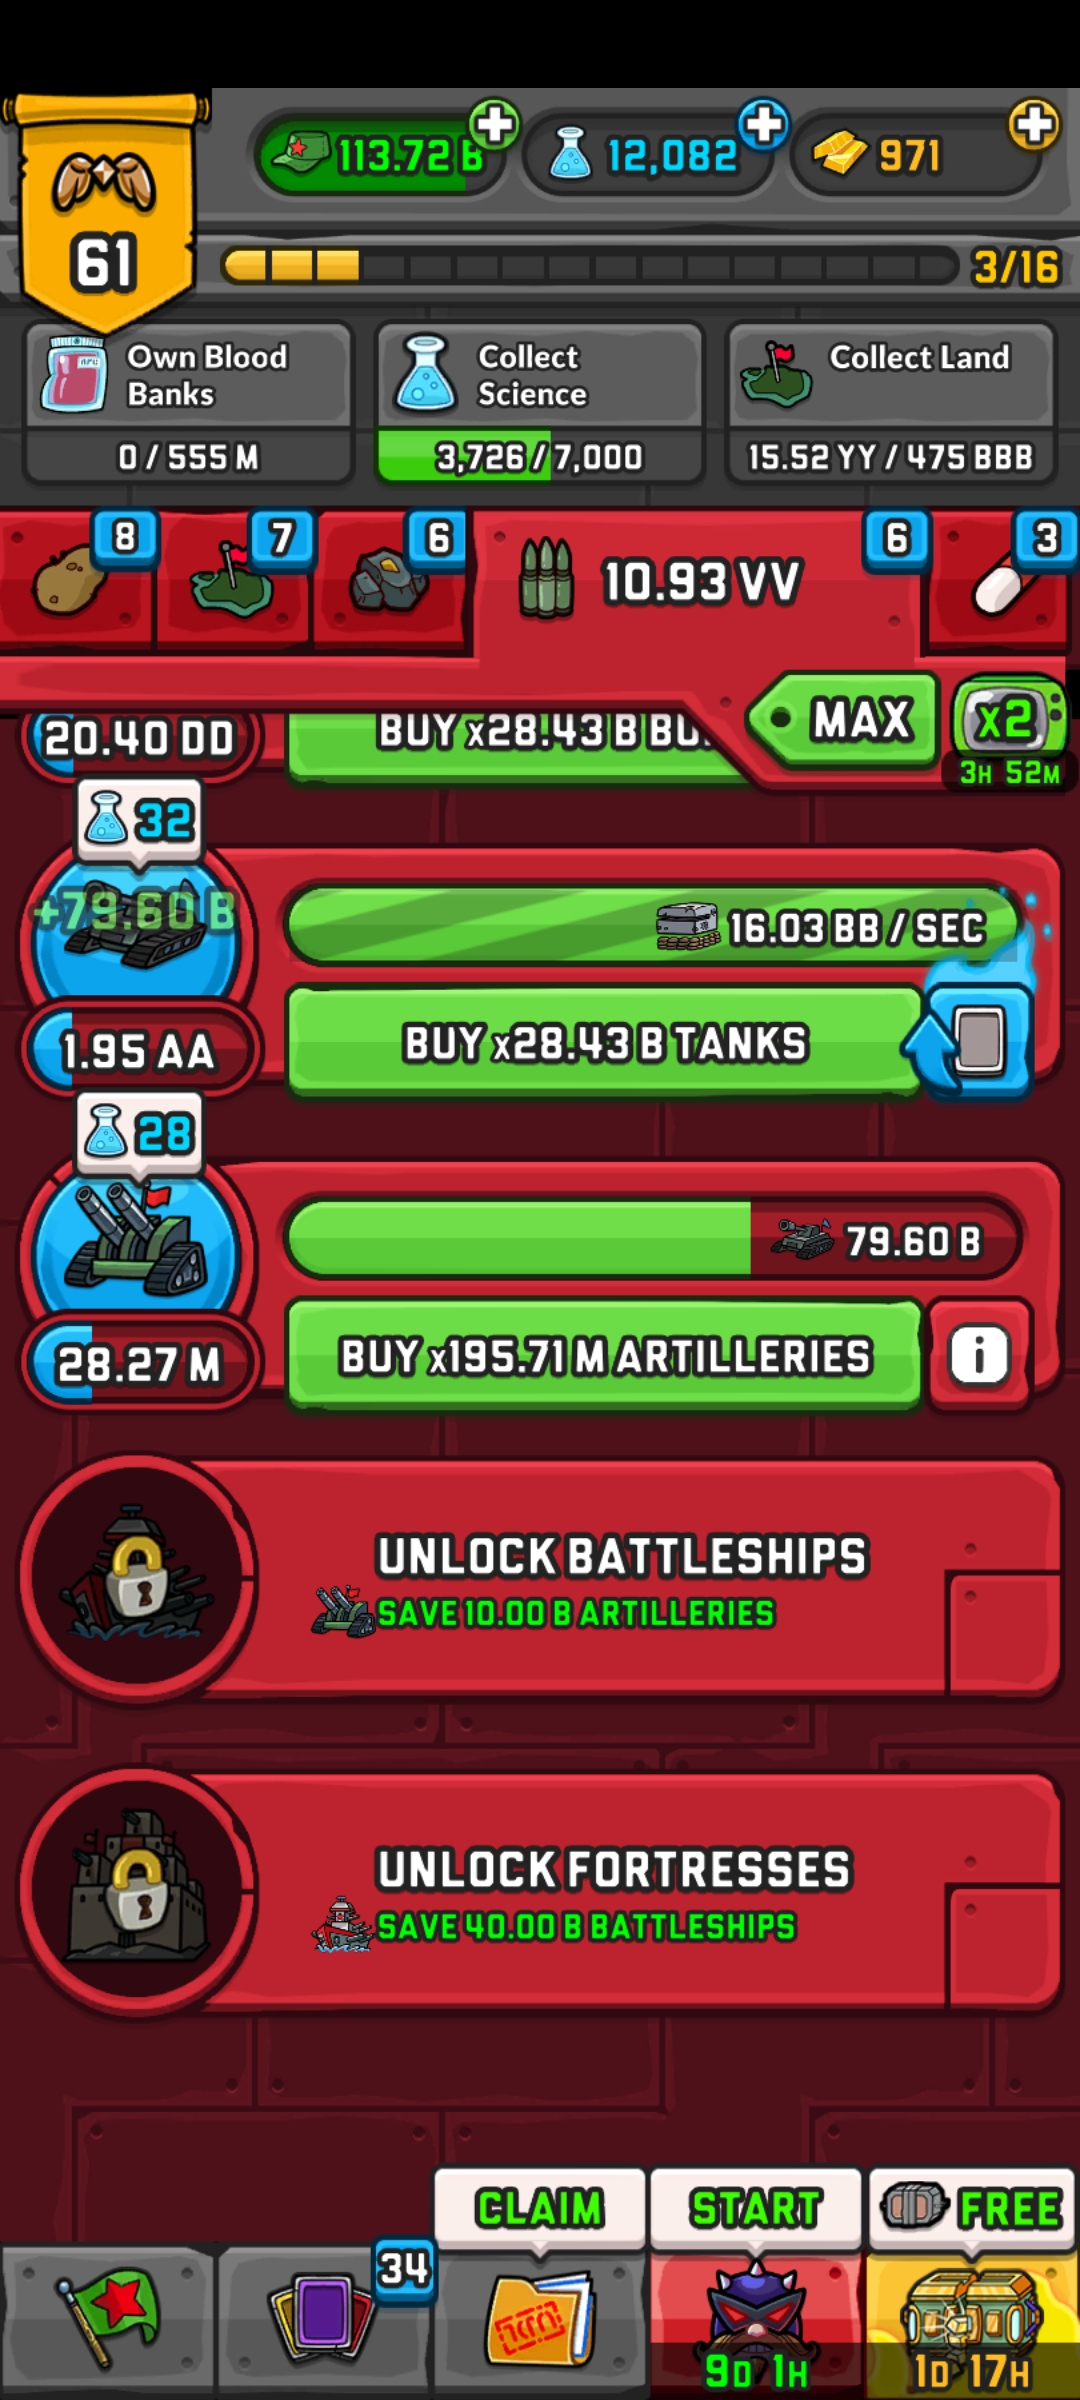 113.72 B
12,082
971
61
3/16
Own Blood
Banks
0 / 555 M
Collect
Science
3,726 / 7,000
Collect Land
15.52 YY / 475 BBB
8
7
6
10.93 VV
6
3
20.40 DD
BUY x28.43 B BU
MAX
x2
3H 52M
32
+79.60 B
16.03 BB / SEC
1.95 AA
BUY x28.43 B TANKS
28
79.60 B
28.27 M
BUY x195.71 M ARTILLERIES
i
UNLOCK BATTLESHIPS
SAVE 10.00 B ARTILLERIES
UNLOCK FORTRESSES
SAVE 40.00 B BATTLESHIPS
CLAIM
START
FREE
34
9D 1H
1D 17H